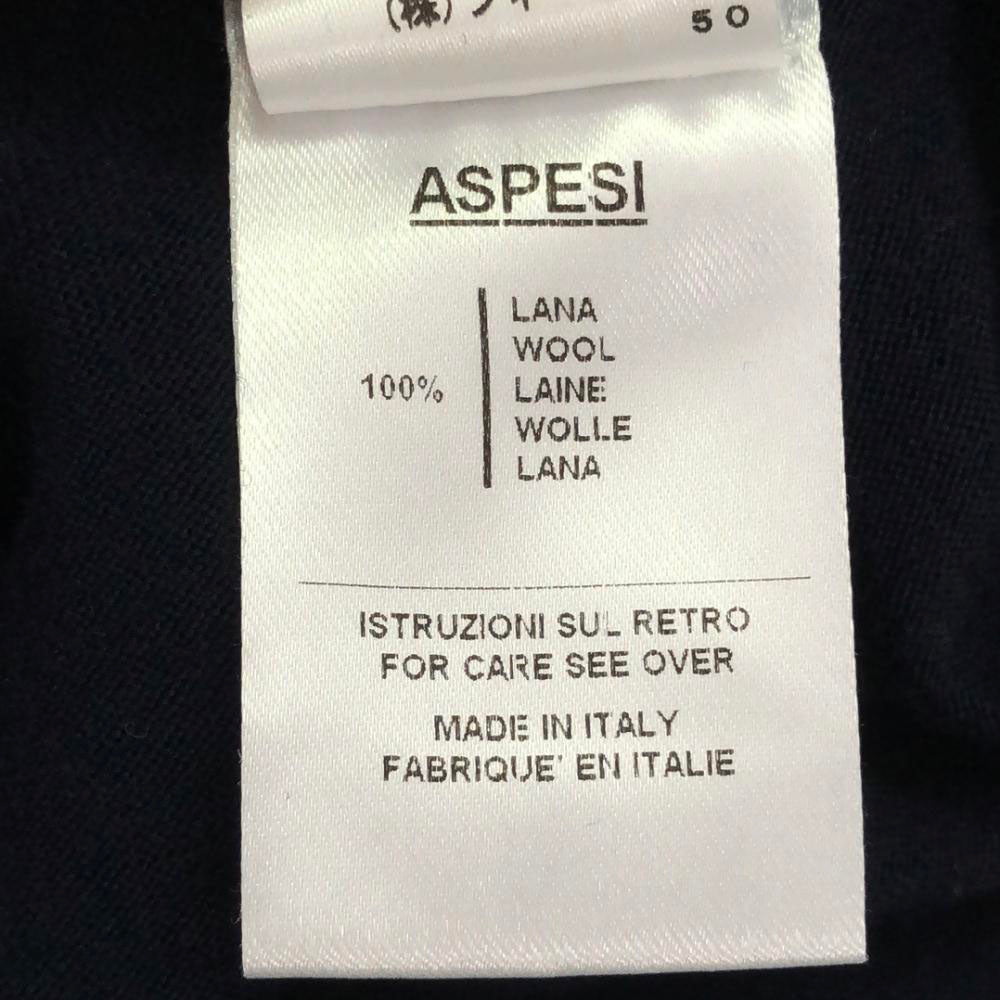 (株)
50
ASPESI
100%
LANA
WOOL
LAINE
WOLLE
LANA
ISTRUZIONI SUL RETRO
FOR CARE SEE OVER
MADE IN ITALY
FABRIQUE' EN ITALIE